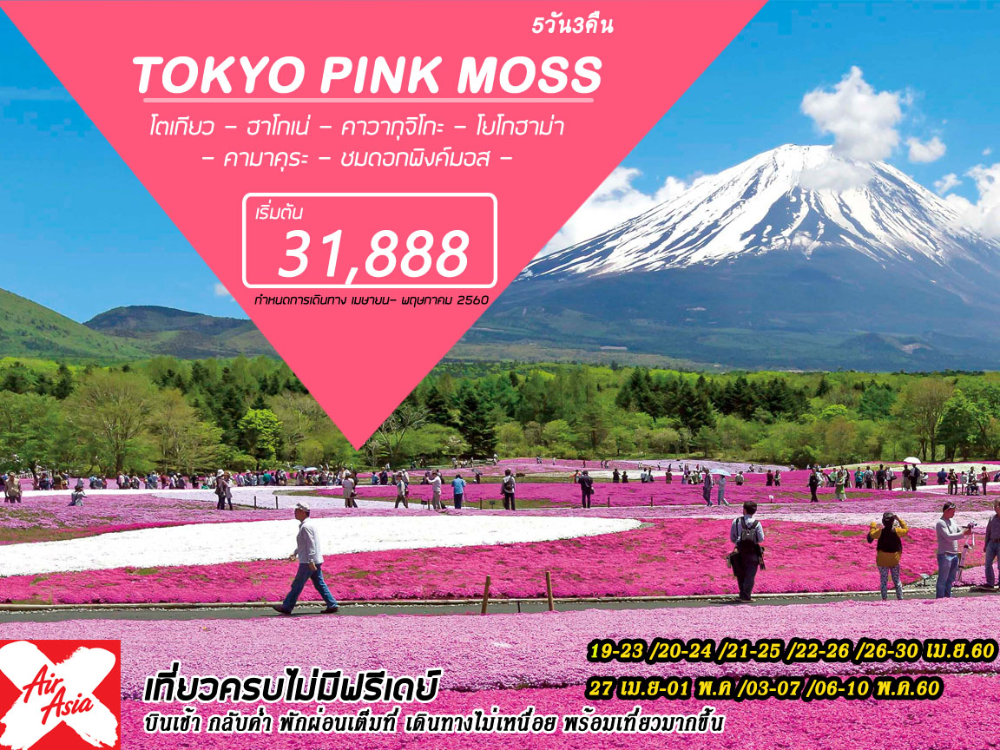 5วัน3คืน
TOKYO PINK MOSS
โตเกียว – ฮาโกเน่ – คาวากุจิโกะ – โยโกฮาม่า
– คามาคุระ – ชมดอกพิงค์มอส –
เริ่มต้น
31,888
กำหนดการเดินทาง เมษายน– พฤษภาคม 2560
19-23 /20-24 /21-25 /22-26 /26-30 เม.ย.60
27 เม.ย-01 พ.ค /03-07 /06-10 พ.ค.60
Air
Asia
เที่ยวครบไม่มีฟรีเดย์
บินเช้า กลับค่ำ พักผ่อนเต็มที่ เดินทางไม่เหนื่อย พร้อมเที่ยวมากขึ้น